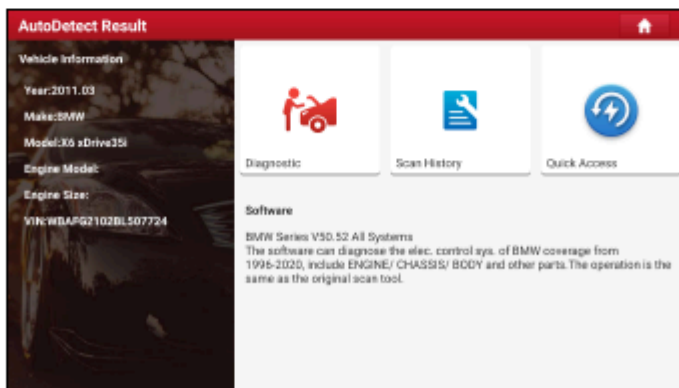 AutoDetect Result
Vehicle Information
Year:2011.03
Make:BMW
Model:X6 xDrive35i
Engine Model:
Engine Size:
VIN:WBAFG2102BL507724
Diagnostic
Scan History
Quick Access
Software
BMW Series V50.52 All Systems
The software can diagnose the elec. control sys. of BMW coverage from
1996-2020, include ENGINE/ CHASSIS/ BODY and other parts.The operation is the
same as the original scan tool.